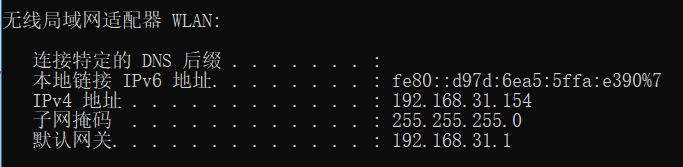 无线局域网适配器 WLAN:
连接特定的 DNS 后缀 . . . . . . . :
本地链接 IPv6 地址. . . . . . . . : fe80::d97d:6ea5:5ffa:e390%7
IPv4 地址 . . . . . . . . . . . . : 192.168.31.154
子网掩码 . . . . . . . . . . . . : 255.255.255.0
默认网关. . . . . . . . . . . . . : 192.168.31.1